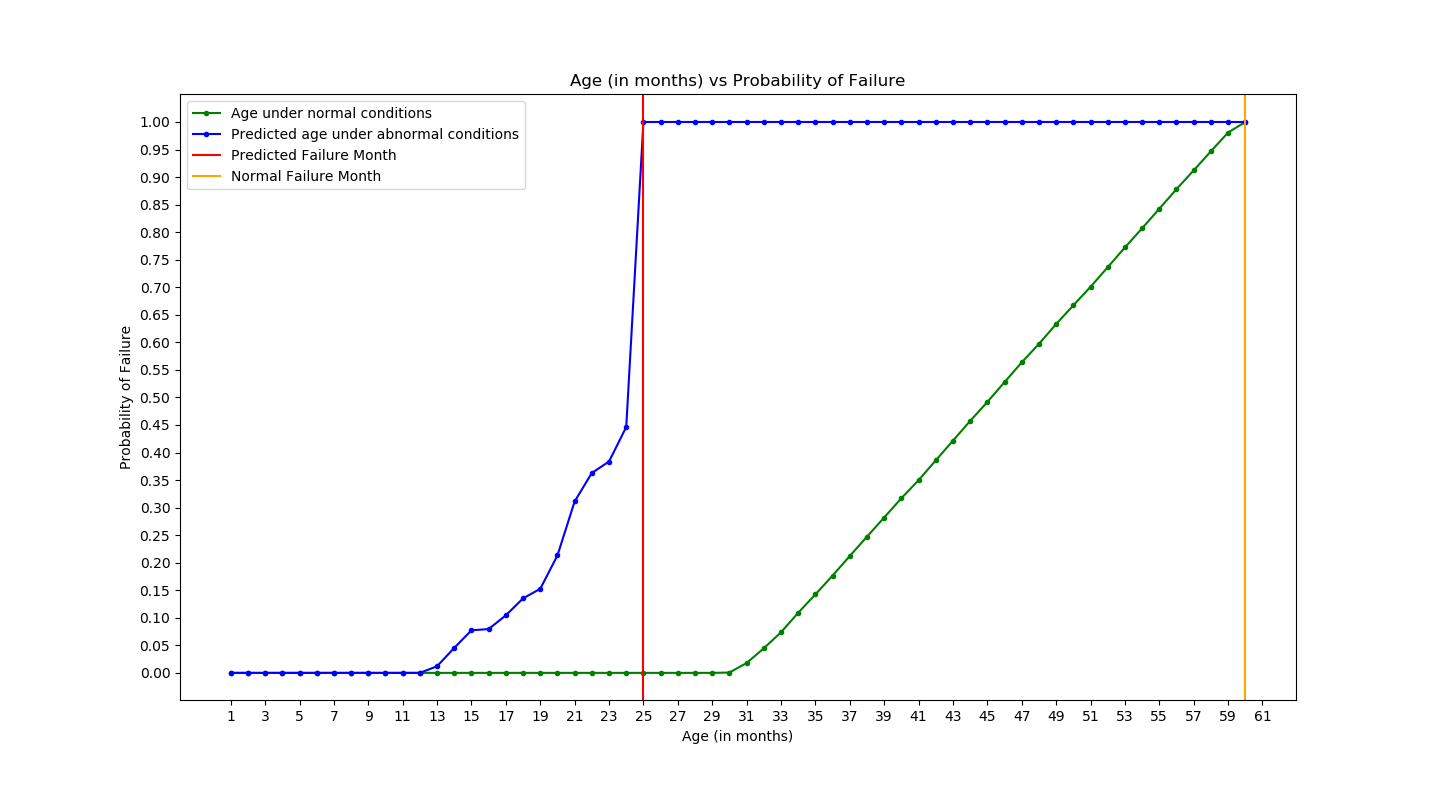 Age (in months) vs Probability of Failure
Age under normal conditions
Predicted age under abnormal conditions
Predicted Failure Month
Normal Failure Month
1.00
0.95
0.90
0.85
0.80
0.75
0.70
0.65
0.60
0.55
0.50
0.45
0.40
0.35
0.30
0.25
0.20
0.15
0.10
0.05
0.00
Probability of Failure
1 3 5 7 9 11 13 15 17 19 21 23 25 27 29 31 33 35 37 39 41 43 45 47 49 51 53 55 57 59 61
Age (in months)